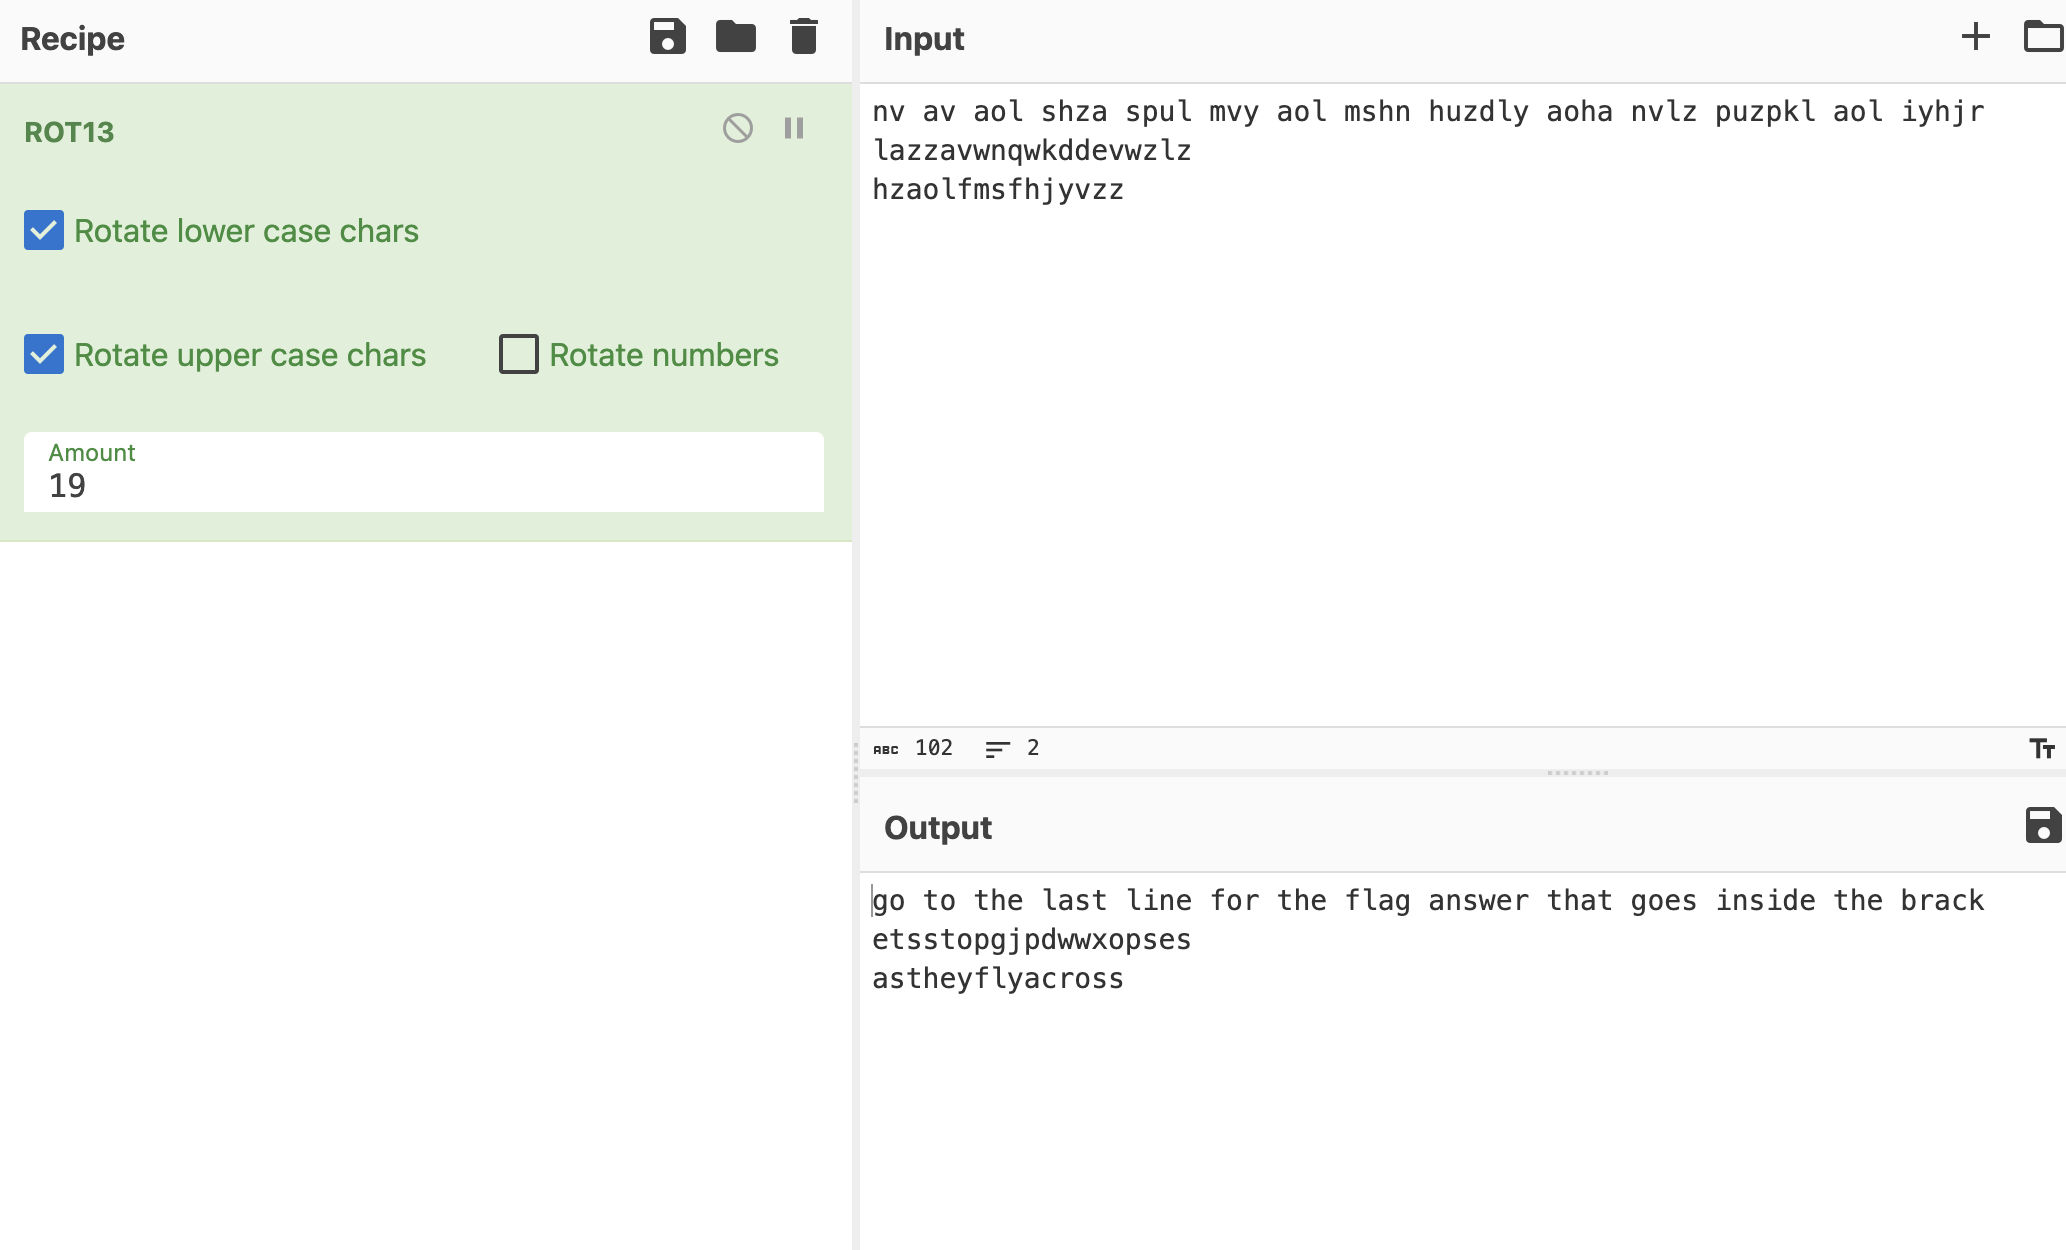 Recipe
ROT13
Rotate lower case chars
Rotate upper case chars
Rotate numbers
Amount
19
Input
nv av aol shza spul mvy aol mshn huzdly aoha nvlz puzpkl aol iyhjr
lazzavwnqwkddevwzlz
hzaolfmsfhjyvzz
ABC 102 2
Tт
Output
go to the last line for the flag answer that goes inside the brack
etsstopgjpdwwxopses
astheyflyacross